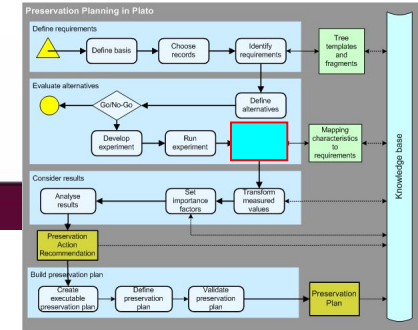 Preservation Planning in Plato
Define requirements
Define basis
Choose
records
Identify
requirements
Tree
templates
and
fragments
Evaluate alternatives
Go/No-Go
Define
alternatives
Develop
experiment
Run
experiment
Mapping
characteristics
to
requirements
Knowledge base
Consider results
Analyse
results
Set
importance
factors
Transform
measured
values
Preservation
Action
Recommendation
Build preservation plan
Create
executable
preservation plan
Define
preservation
plan
Validate
preservation
plan
Preservation
Plan